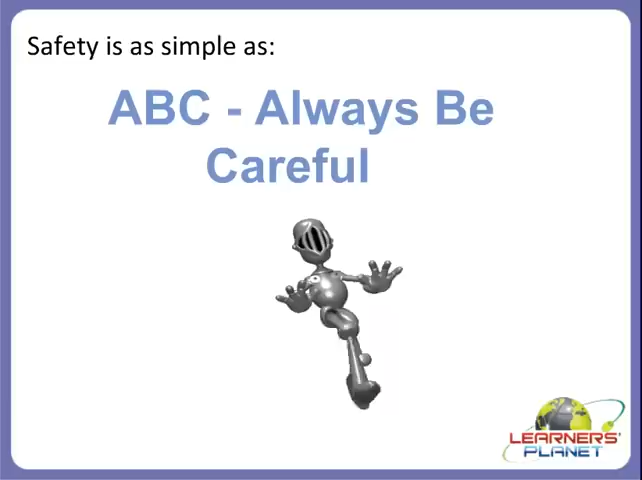 Safety is as simple as:
ABC - Always Be
Careful
LEARNERS'
PLANET